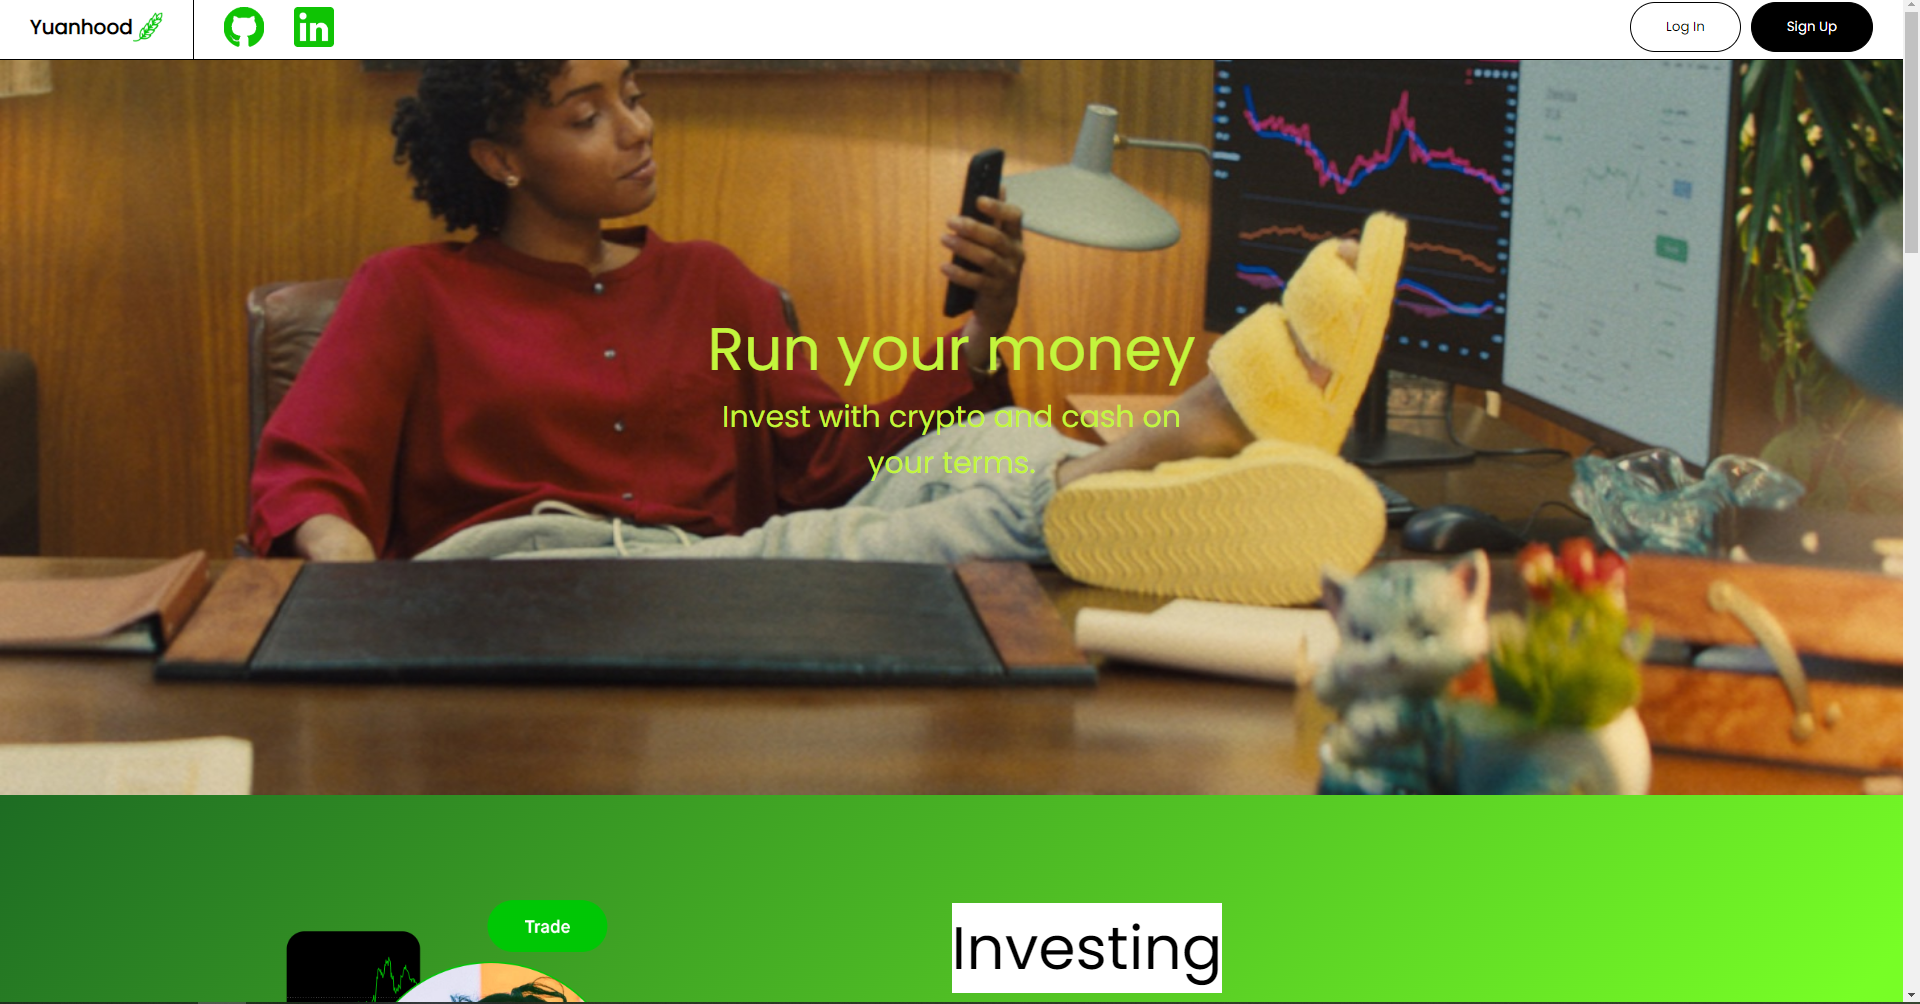 Yuanhood
Log In
Sign Up
Run your money
Invest with crypto and cash on
your terms.
Trade
Investing